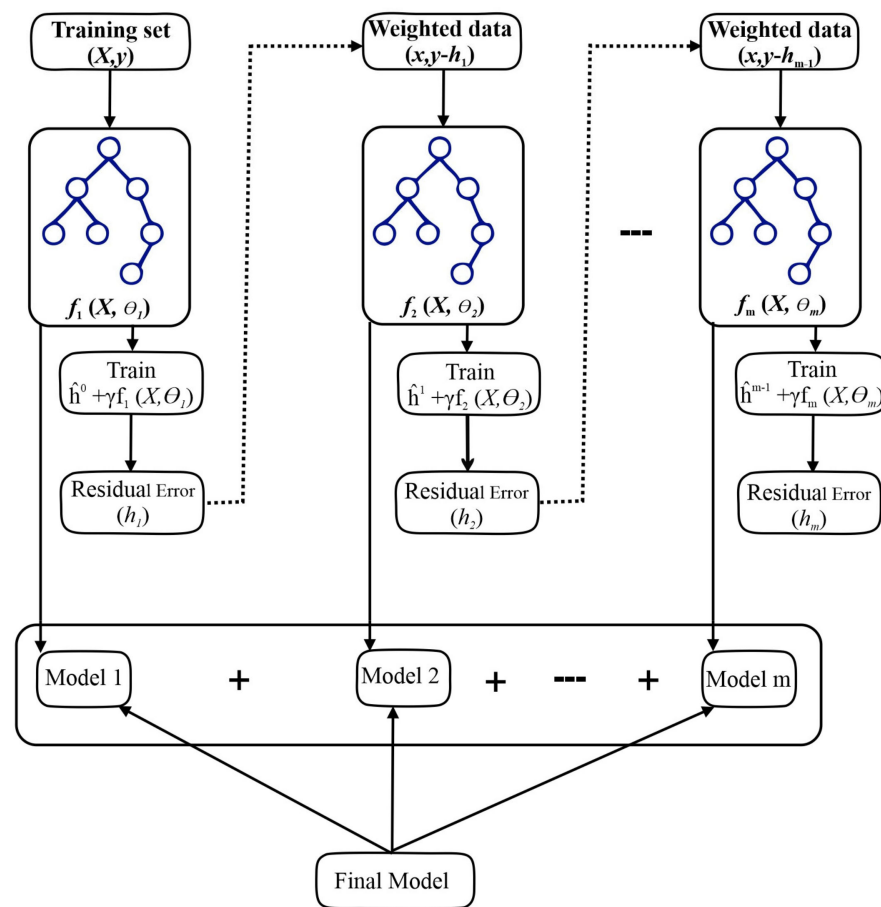 Training set
(X,y)
Weighted data
(x,y-h₁)
Weighted data
(x,y-hₘ₋₁)
f₁ (X, Θ₁)
f₂ (X, Θ₂)
---
fₘ (X, Θₘ)
Train
ĥ⁰ +γf₁ (X,Θ₁)
Train
ĥ¹ +γf₂ (X,Θ₂)
Train
ĥᵐ⁻¹ +γfₘ (X,Θₘ)
Residual Error
(h₁)
Residual Error
(h₂)
Residual Error
(hₘ)
Model 1 + Model 2 + --- + Model m
Final Model